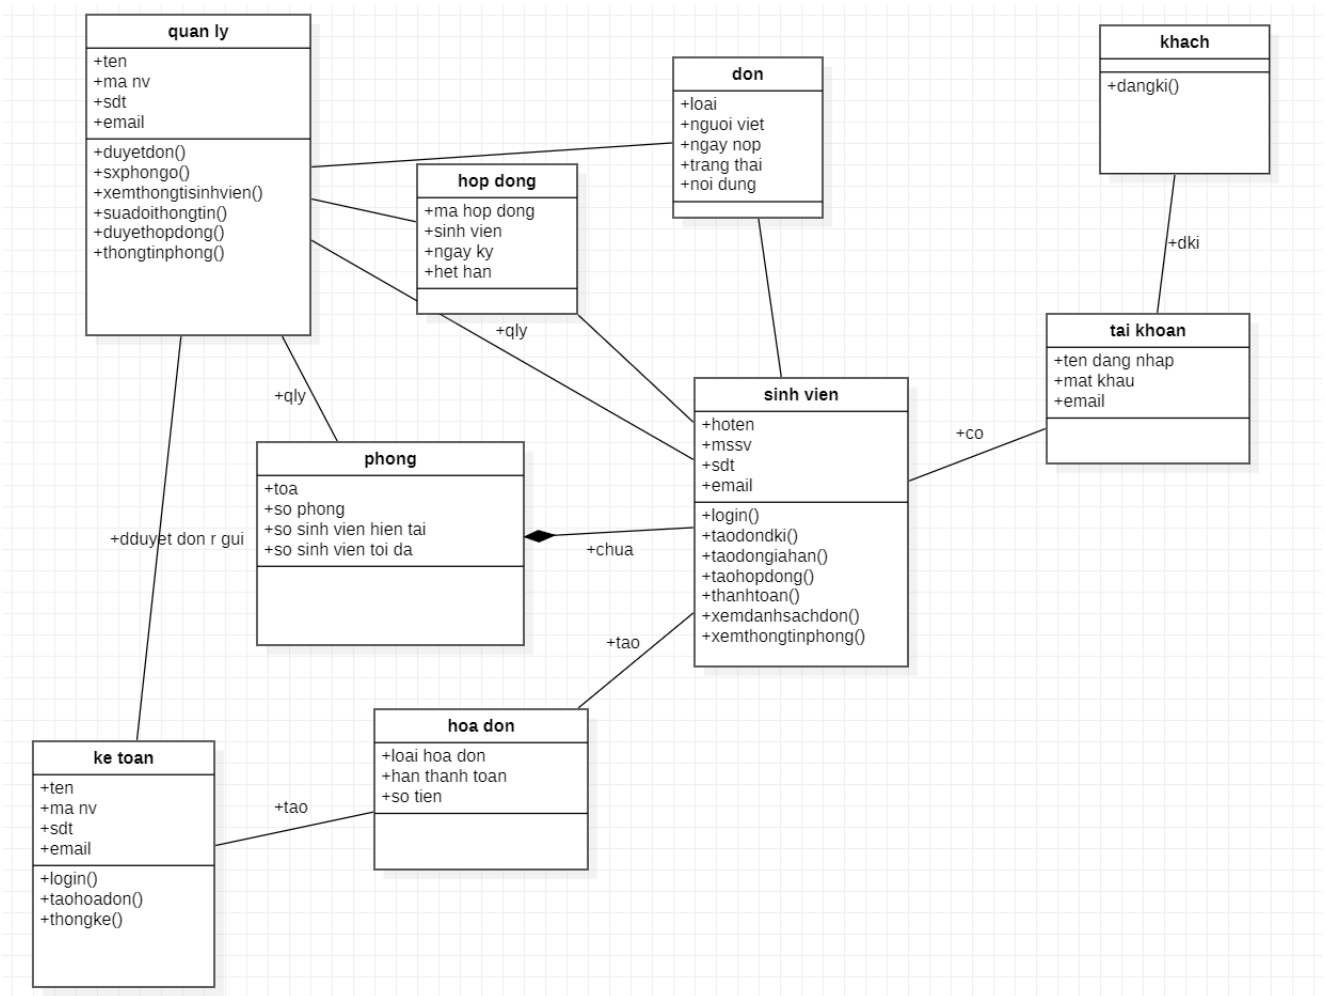 quan ly
+ten
+ma nv
+sdt
+email
+duyetdon()
+sxphongo()
+xemthongtisinhvien()
+suadoithongtin()
+duyethopdong()
+thongtinphong()
don
+loai
+nguoi viet
+ngay nop
+trang thai
+noi dung
khach
+dangki()
hop dong
+ma hop dong
+sinh vien
+ngay ky
+het han
+dki
+qly
tai khoan
+ten dang nhap
+mat khau
+email
sinh vien
+hoten
+mssv
+sdt
+email
+login()
+taodondki()
+taodongiahan()
+taohopdong()
+thanhtoan()
+xemdanhsachdon()
+xemthongtinphong()
+co
+qly
phong
+toa
+so phong
+so sinh vien hien tai
+so sinh vien toi da
+dduyet don r gui
+chua
+tao
hoa don
+loai hoa don
+han thanh toan
+so tien
ke toan
+ten
+ma nv
+sdt
+email
+login()
+taohoadon()
+thongke()
+tao